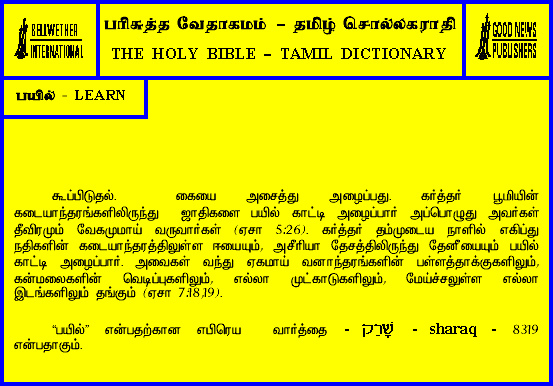 BELLWETHER
INTERNATIONAL
பரிசுத்த வேதாகமம் – தமிழ் சொல்லகராதி
THE HOLY BIBLE – TAMIL DICTIONARY
GOOD NEWS
PUBLISHERS
பயில் - LEARN
கூப்பிடுதல். கையை அசைத்து அழைப்பது. கர்த்தர் பூமியின்
கடையாந்தரங்களிலிருந்து ஜாதிகளை பயில் காட்டி அழைப்பார் அப்பொழுது அவர்கள்
தீவிரமும் வேகமுமாய் வருவார்கள் (ஏசா 5:26). கர்த்தர் தம்முடைய நாளில் எகிப்து
நதிகளின் கடையாந்தரத்திலுள்ள ஈயையும், அசீரியா தேசத்திலிருந்து தேனீயையும் பயில்
காட்டி அழைப்பார். அவைகள் வந்து ஏகமாய் வனாந்தரங்களின் பள்ளத்தாக்குகளிலும்,
கன்மலைகளின் வெடிப்புகளிலும், எல்லா முட்காடுகளிலும், மேய்ச்சலுள்ள எல்லா
இடங்களிலும் தங்கும் (ஏசா 7:18,19).
“பயில்” என்பதற்கான எபிரெய வார்த்தை - שָׁרַק - sharaq - 8319
என்பதாகும்.